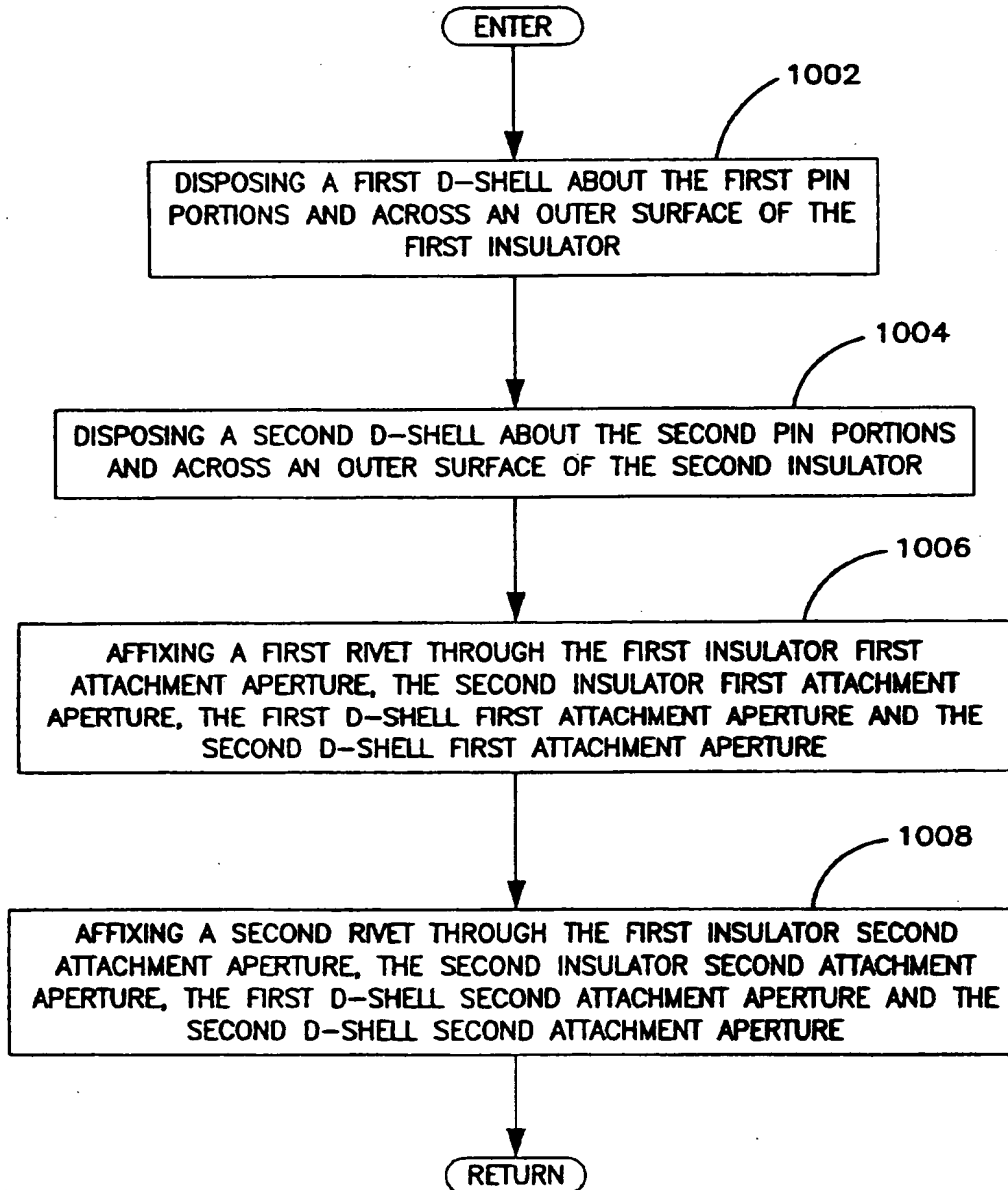 ENTER
1002
DISPOSING A FIRST D-SHELL ABOUT THE FIRST PIN
PORTIONS AND ACROSS AN OUTER SURFACE OF THE
FIRST INSULATOR
1004
DISPOSING A SECOND D-SHELL ABOUT THE SECOND PIN PORTIONS
AND ACROSS AN OUTER SURFACE OF THE SECOND INSULATOR
1006
AFFIXING A FIRST RIVET THROUGH THE FIRST INSULATOR FIRST
ATTACHMENT APERTURE, THE SECOND INSULATOR FIRST ATTACHMENT
APERTURE, THE FIRST D-SHELL FIRST ATTACHMENT APERTURE AND THE
SECOND D-SHELL FIRST ATTACHMENT APERTURE
1008
AFFIXING A SECOND RIVET THROUGH THE FIRST INSULATOR SECOND
ATTACHMENT APERTURE, THE SECOND INSULATOR SECOND ATTACHMENT
APERTURE, THE FIRST D-SHELL SECOND ATTACHMENT APERTURE AND THE
SECOND D-SHELL SECOND ATTACHMENT APERTURE
RETURN